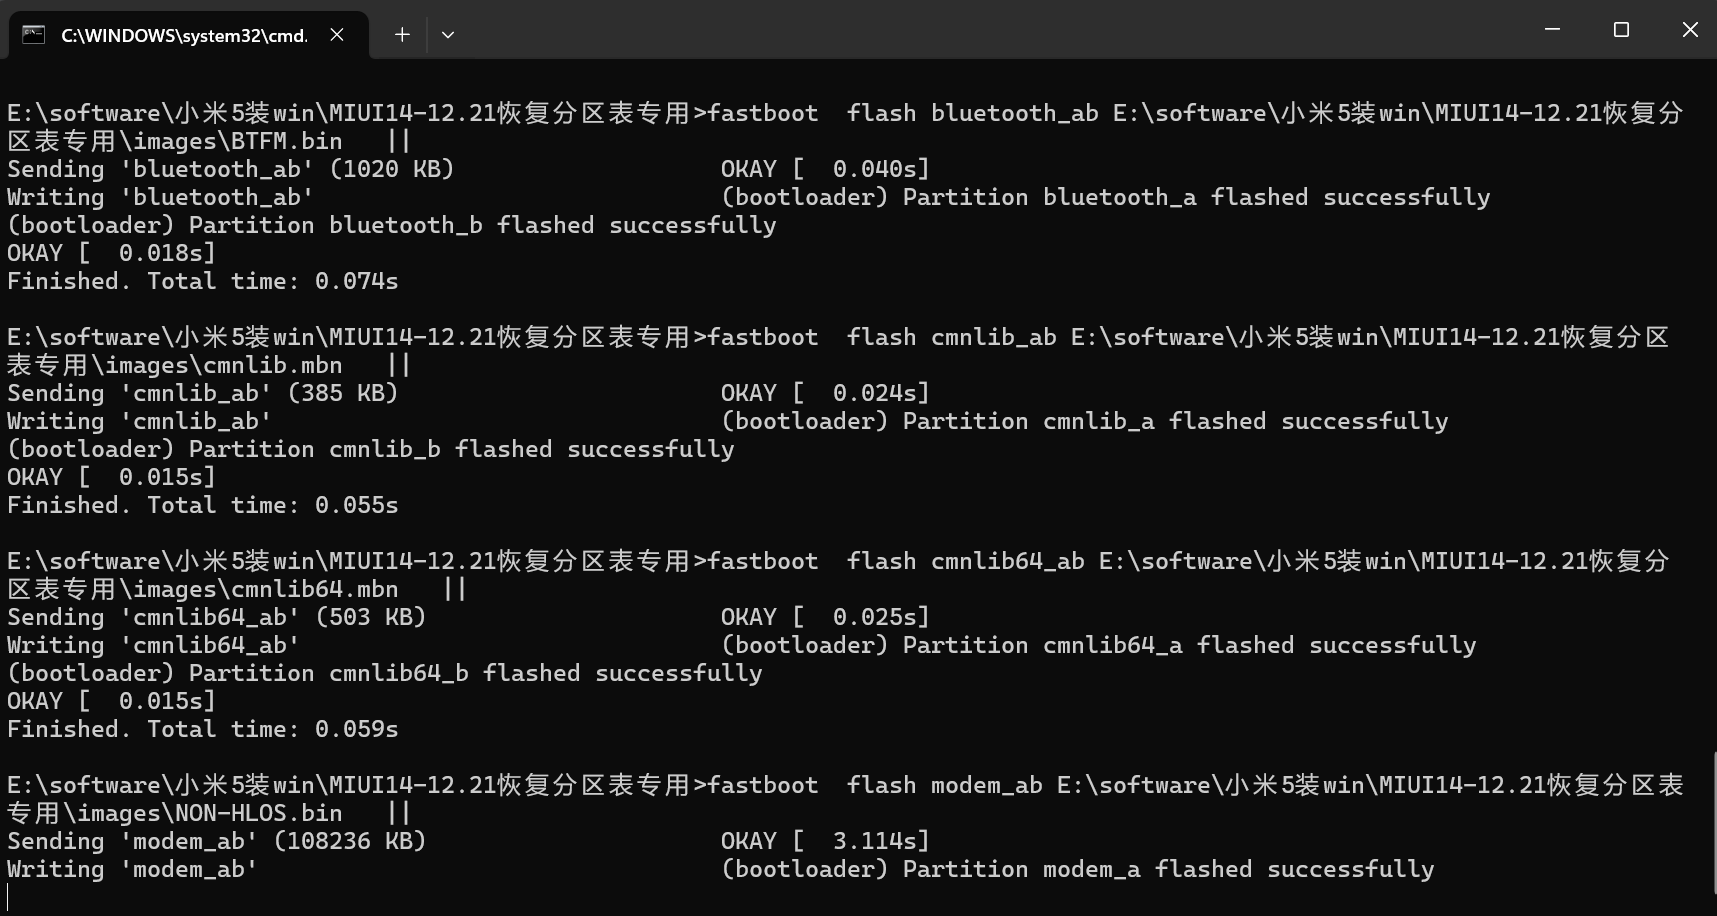 C:\WINDOWS\system32\cmd.
E:\software\小米5装win\MIUI14-12.21恢复分区表专用>fastboot  flash bluetooth_ab E:\software\小米5装win\MIUI14-12.21恢复分
区表专用\images\BTFM.bin   ||
Sending 'bluetooth_ab' (1020 KB)                   OKAY [  0.040s]
Writing 'bluetooth_ab'                             (bootloader) Partition bluetooth_a flashed successfully
(bootloader) Partition bluetooth_b flashed successfully
OKAY [  0.018s]
Finished. Total time: 0.074s
E:\software\小米5装win\MIUI14-12.21恢复分区表专用>fastboot  flash cmnlib_ab E:\software\小米5装win\MIUI14-12.21恢复分区
表专用\images\cmnlib.mbn   ||
Sending 'cmnlib_ab' (385 KB)                       OKAY [  0.024s]
Writing 'cmnlib_ab'                                (bootloader) Partition cmnlib_a flashed successfully
(bootloader) Partition cmnlib_b flashed successfully
OKAY [  0.015s]
Finished. Total time: 0.055s
E:\software\小米5装win\MIUI14-12.21恢复分区表专用>fastboot  flash cmnlib64_ab E:\software\小米5装win\MIUI14-12.21恢复分
区表专用\images\cmnlib64.mbn   ||
Sending 'cmnlib64_ab' (503 KB)                     OKAY [  0.025s]
Writing 'cmnlib64_ab'                              (bootloader) Partition cmnlib64_a flashed successfully
(bootloader) Partition cmnlib64_b flashed successfully
OKAY [  0.015s]
Finished. Total time: 0.059s
E:\software\小米5装win\MIUI14-12.21恢复分区表专用>fastboot  flash modem_ab E:\software\小米5装win\MIUI14-12.21恢复分区表
专用\images\NON-HLOS.bin   ||
Sending 'modem_ab' (108236 KB)                     OKAY [  3.114s]
Writing 'modem_ab'                                 (bootloader) Partition modem_a flashed successfully